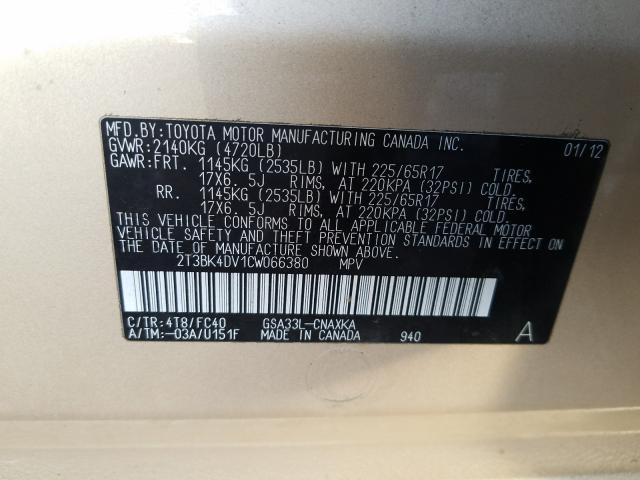 MFD.BY:TOYOTA MOTOR MANUFACTURING CANADA INC.
GVWR:2140KG (4720LB) 01/12
GAWR:FRT. 1145KG (2535LB) WITH 225/65R17 TIRES,
17X6.5J RIMS, AT 220KPA (32PSI) COLD.
RR. 1145KG (2535LB) WITH 225/65R17 TIRES,
17X6.5J RIMS, AT 220KPA (32PSI) COLD.
THIS VEHICLE CONFORMS TO ALL APPLICABLE FEDERAL MOTOR
VEHICLE SAFETY AND THEFT PREVENTION STANDARDS IN EFFECT ON
THE DATE OF MANUFACTURE SHOWN ABOVE.
2T3BK4DV1CW066380 MPV
C/TR:4T8/FC40 GSA33L-CNAXKA
A/TM:-03A/U151F MADE IN CANADA 940 A